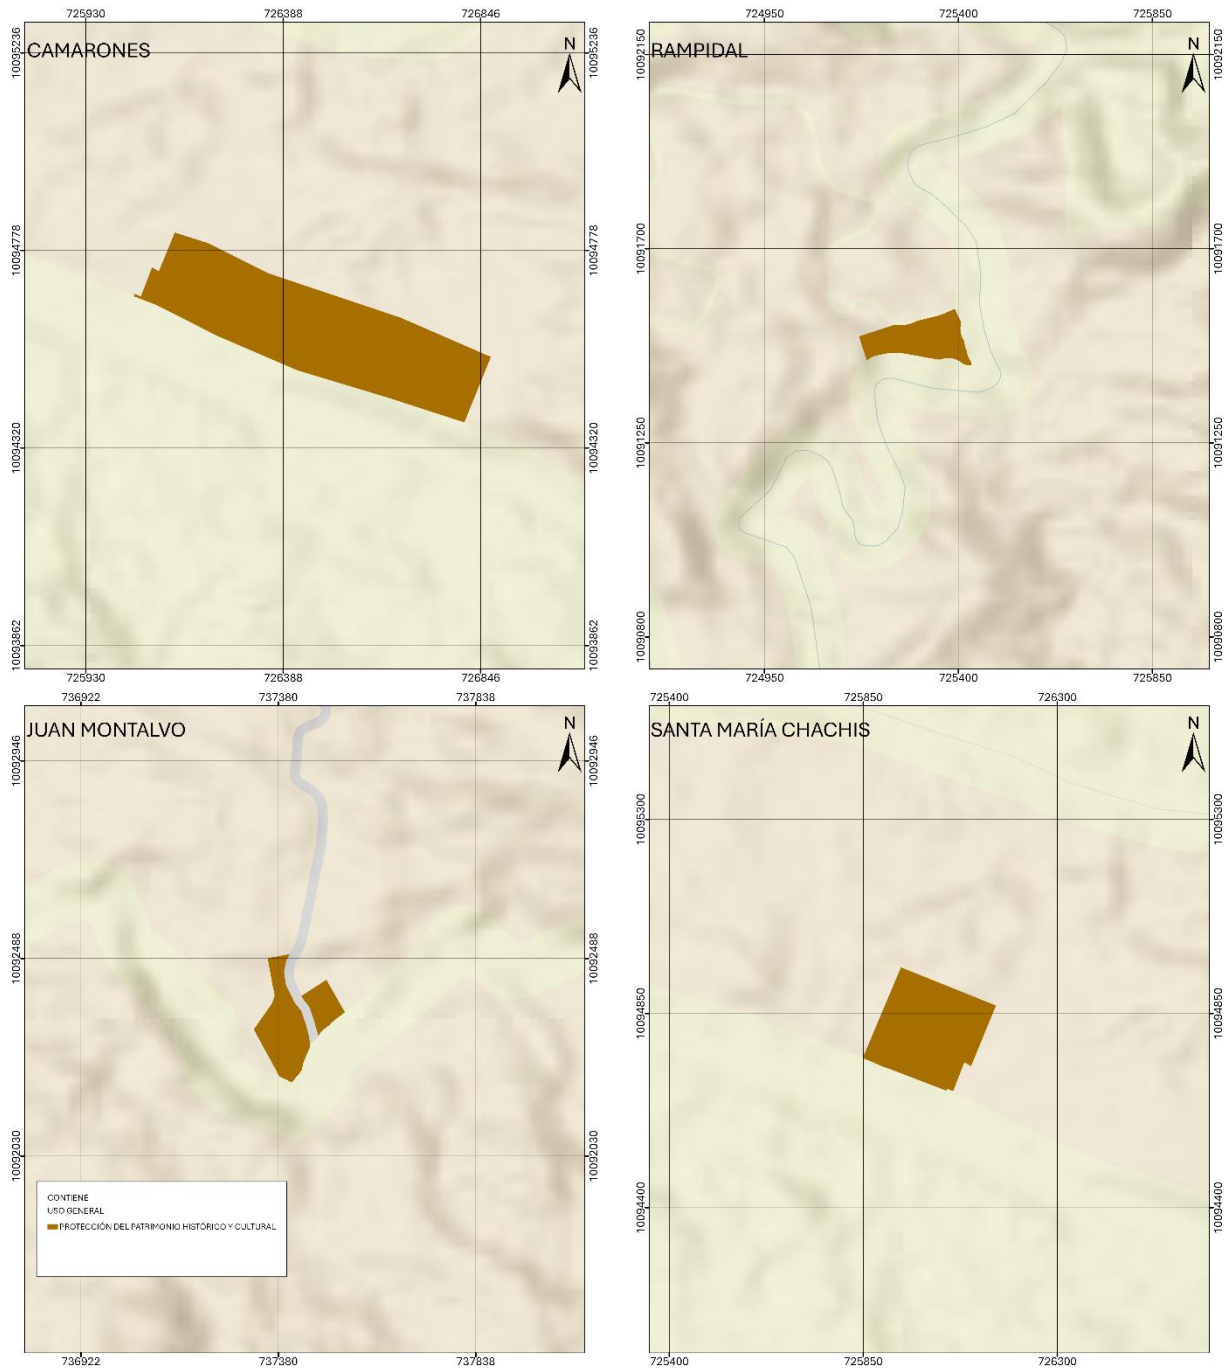 725930 726388 726846
CAMARONES
N
10095236
10095236
10094778
10094778
10094320
10094320
10093862
10093862
725930 726388 726846
724950 725400 725850
RAMPIDAL
N
10092150
10092150
10091700
10091700
10091250
10091250
10090800
10090800
724950 725400 725850
736922 737380 737838
JUAN MONTALVO
N
10092946
10092946
10092488
10092488
10092030
10092030
CONTIENE
USO GENERAL
PROTECCIÓN DEL PATRIMONIO HISTÓRICO Y CULTURAL
736922 737380 737838
725400 725850 726300
SANTA MARÍA CHACHIS
N
10095300
10095300
10094850
10094850
10094400
10094400
725400 725850 726300